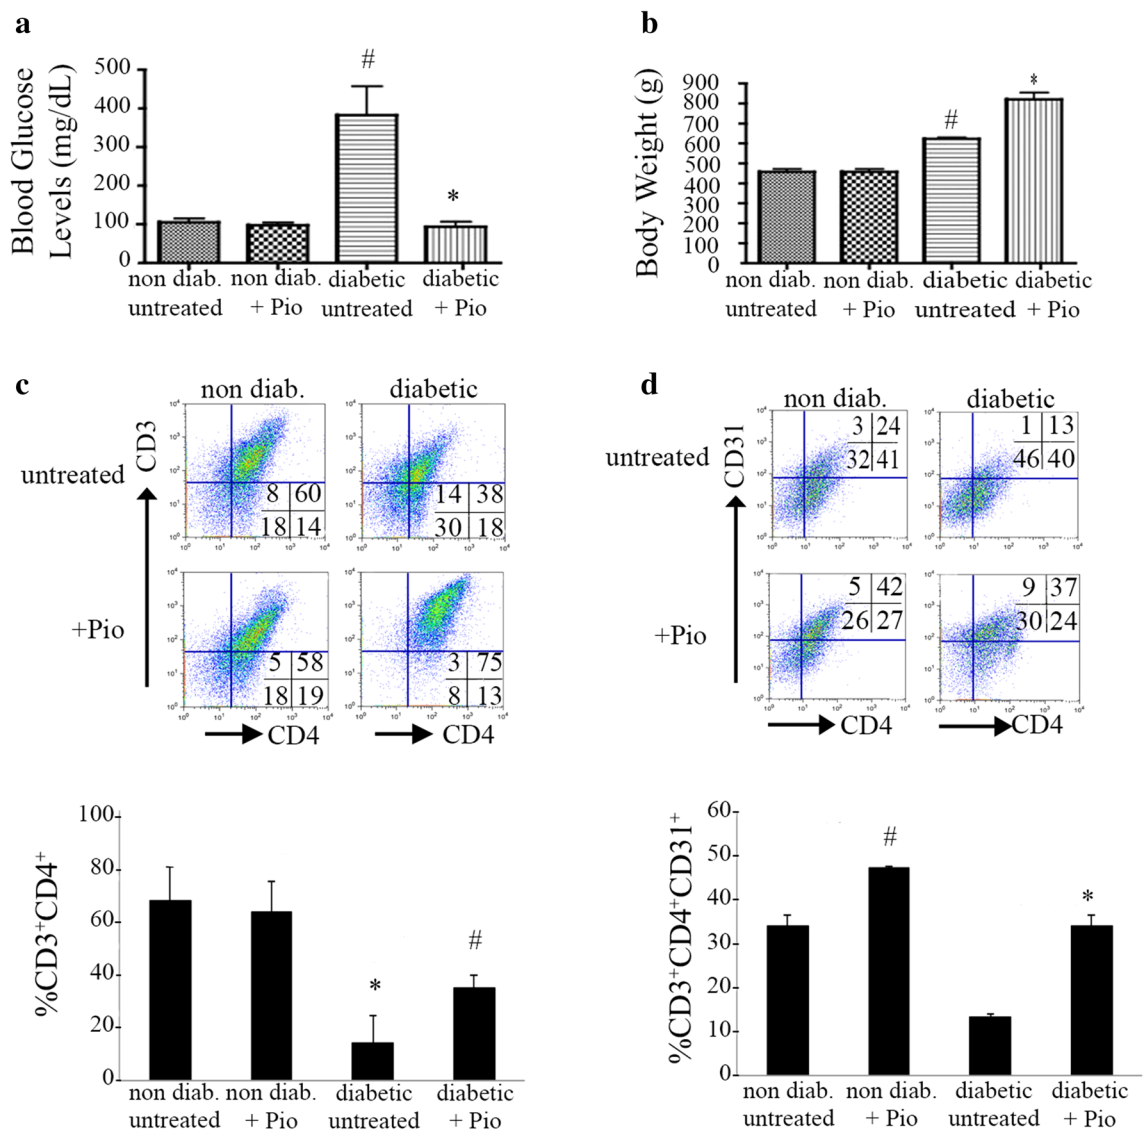 a
Blood Glucose
Levels (mg/dL)
500
400
300
200
100
0
#
*
non diab.
untreated
non diab.
+ Pio
diabetic
untreated
diabetic
+ Pio
b
Body Weight (g)
900
800
700
600
500
400
300
200
100
0
#
*
non diab.
untreated
non diab.
+ Pio
diabetic
untreated
diabetic
+ Pio
c
non diab.
diabetic
untreated
CD3
8 60
18 14
14 38
30 18
+Pio
5 58
18 19
3 75
8 13
CD4
CD4
%CD3+CD4+
100
80
60
40
20
0
*
#
non diab.
untreated
non diab.
+ Pio
diabetic
untreated
diabetic
+ Pio
d
non diab.
diabetic
untreated
CD31
3 24
32 41
1 13
46 40
+Pio
5 42
26 27
9 37
30 24
CD4
CD4
%CD3+CD4+CD31+
60
50
40
30
20
10
0
#
*
non diab.
untreated
non diab.
+ Pio
diabetic
untreated
diabetic
+ Pio